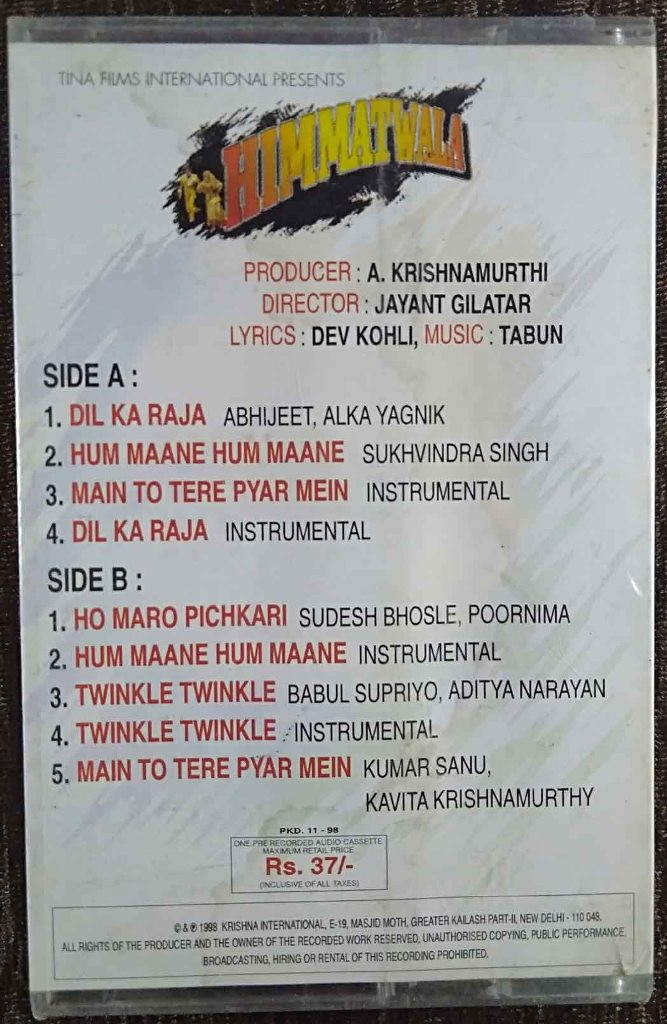 TINA FILMS INTERNATIONAL PRESENTS
HIMMATWALA
PRODUCER : A. KRISHNAMURTHI
DIRECTOR : JAYANT GILATAR
LYRICS : DEV KOHLI, MUSIC : TABUN
SIDE A :
1. DIL KA RAJA ABHIJEET, ALKA YAGNIK
2. HUM MAANE HUM MAANE SUKHVINDRA SINGH
3. MAIN TO TERE PYAR MEIN INSTRUMENTAL
4. DIL KA RAJA INSTRUMENTAL
SIDE B :
1. HO MARO PICHKARI SUDESH BHOSLE, POORNIMA
2. HUM MAANE HUM MAANE INSTRUMENTAL
3. TWINKLE TWINKLE BABUL SUPRIYO, ADITYA NARAYAN
4. TWINKLE TWINKLE INSTRUMENTAL
5. MAIN TO TERE PYAR MEIN KUMAR SANU,
KAVITA KRISHNAMURTHY
PKD. 11 - 98
ONE PRE RECORDED AUDIO CASSETTE
MAXIMUM RETAIL PRICE
Rs. 37/-
(INCLUSIVE OF ALL TAXES)
© & ℗ 1998 KRISHNA INTERNATIONAL, E-19, MASJID MOTH, GREATER KAILASH PART-II, NEW DELHI - 110 048.
ALL RIGHTS OF THE PRODUCER AND THE OWNER OF THE RECORDED WORK RESERVED, UNAUTHORISED COPYING, PUBLIC PERFORMANCE
BROADCASTING, HIRING OR RENTAL OF THIS RECORDING PROHIBITED.